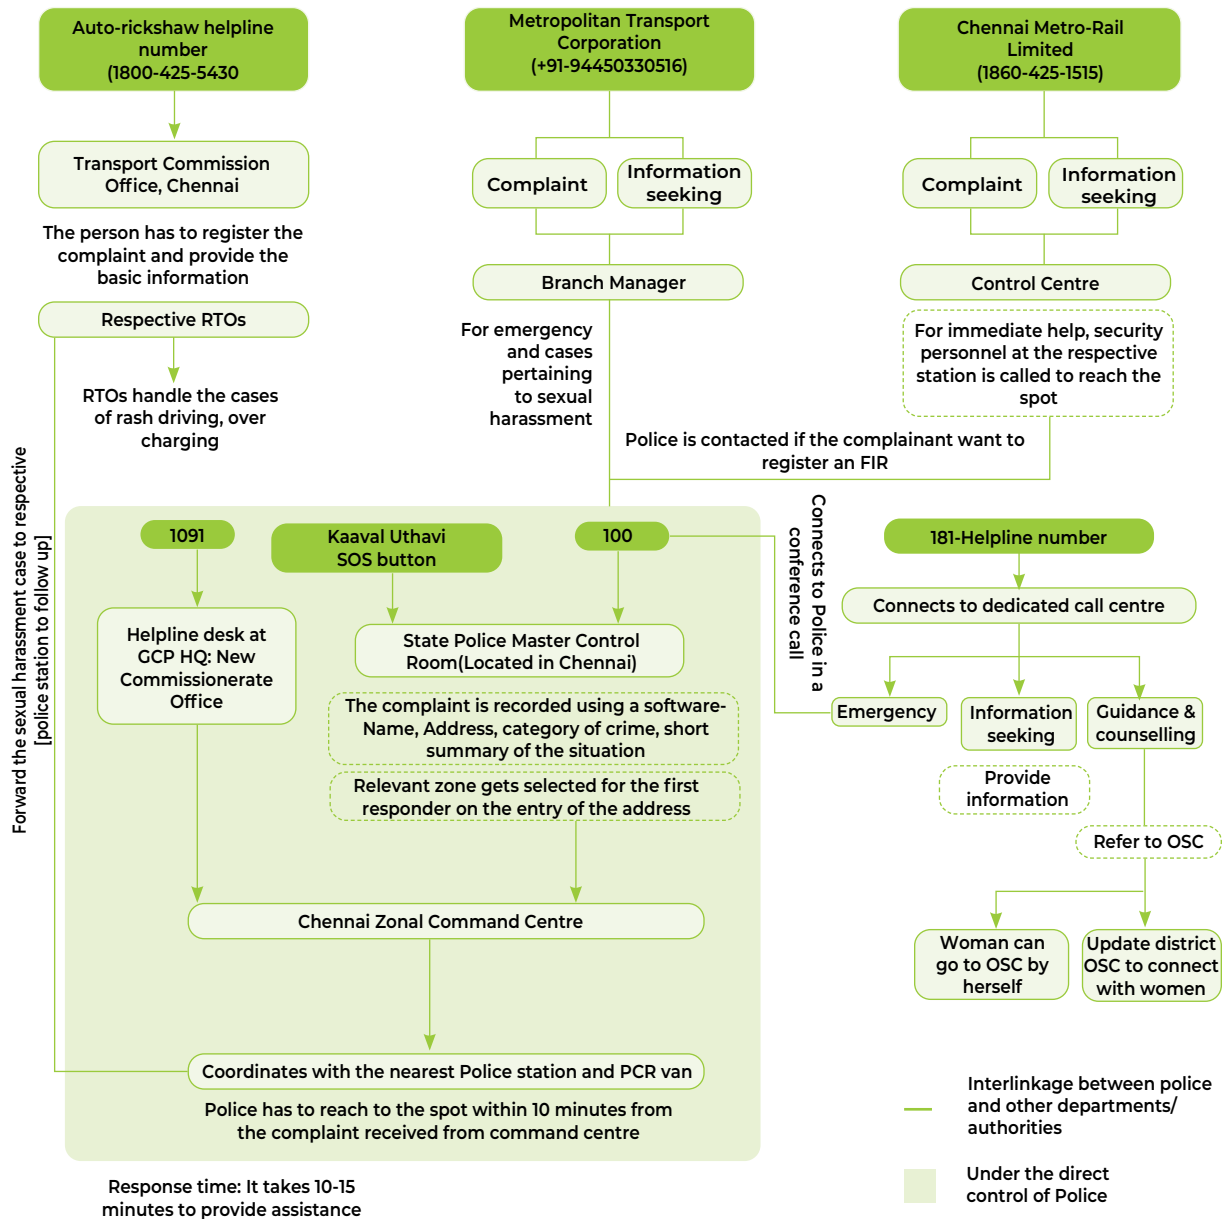 Auto-rickshaw helpline
number
(1800-425-5430
Metropolitan Transport
Corporation
(+91-94450330516)
Chennai Metro-Rail
Limited
(1860-425-1515)
Transport Commission
Office, Chennai
The person has to register the
complaint and provide the
basic information
Respective RTOs
RTOs handle the cases
of rash driving, over
charging
Complaint
Information
seeking
Branch Manager
For emergency
and cases
pertaining
to sexual
harassment
Complaint
Information
seeking
Control Centre
For immediate help, security
personnel at the respective
station is called to reach the
spot
Police is contacted if the complainant want to
register an FIR
Forward the sexual harassment case to respective
[police station to follow up]
1091
Kaaval Uthavi
SOS button
100
Helpline desk at
GCP HQ: New
Commissionerate
Office
State Police Master Control
Room(Located in Chennai)
The complaint is recorded using a software-
Name, Address, category of crime, short
summary of the situation
Relevant zone gets selected for the first
responder on the entry of the address
Chennai Zonal Command Centre
Coordinates with the nearest Police station and PCR van
Police has to reach to the spot within 10 minutes from
the complaint received from command centre
Response time: It takes 10-15
minutes to provide assistance
Connects to Police in a
conference call
181-Helpline number
Connects to dedicated call centre
Emergency
Information
seeking
Guidance &
counselling
Provide
information
Refer to OSC
Woman can
go to OSC by
herself
Update district
OSC to connect
with women
Interlinkage between police
and other departments/
authorities
Under the direct
control of Police